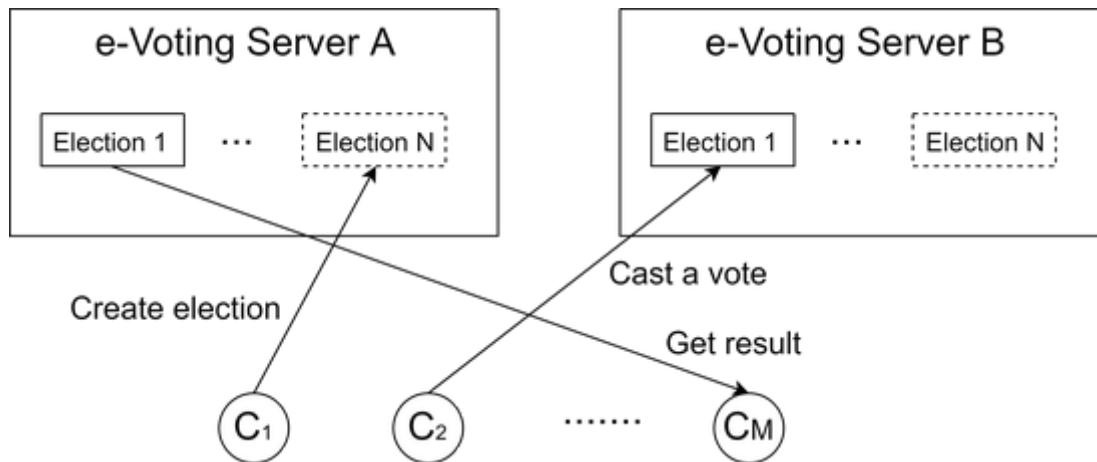 e-Voting Server A
e-Voting Server B
Election 1 ... Election N
Election 1 ... Election N
Cast a vote
Create election
Get result
C1 C2 ....... CM